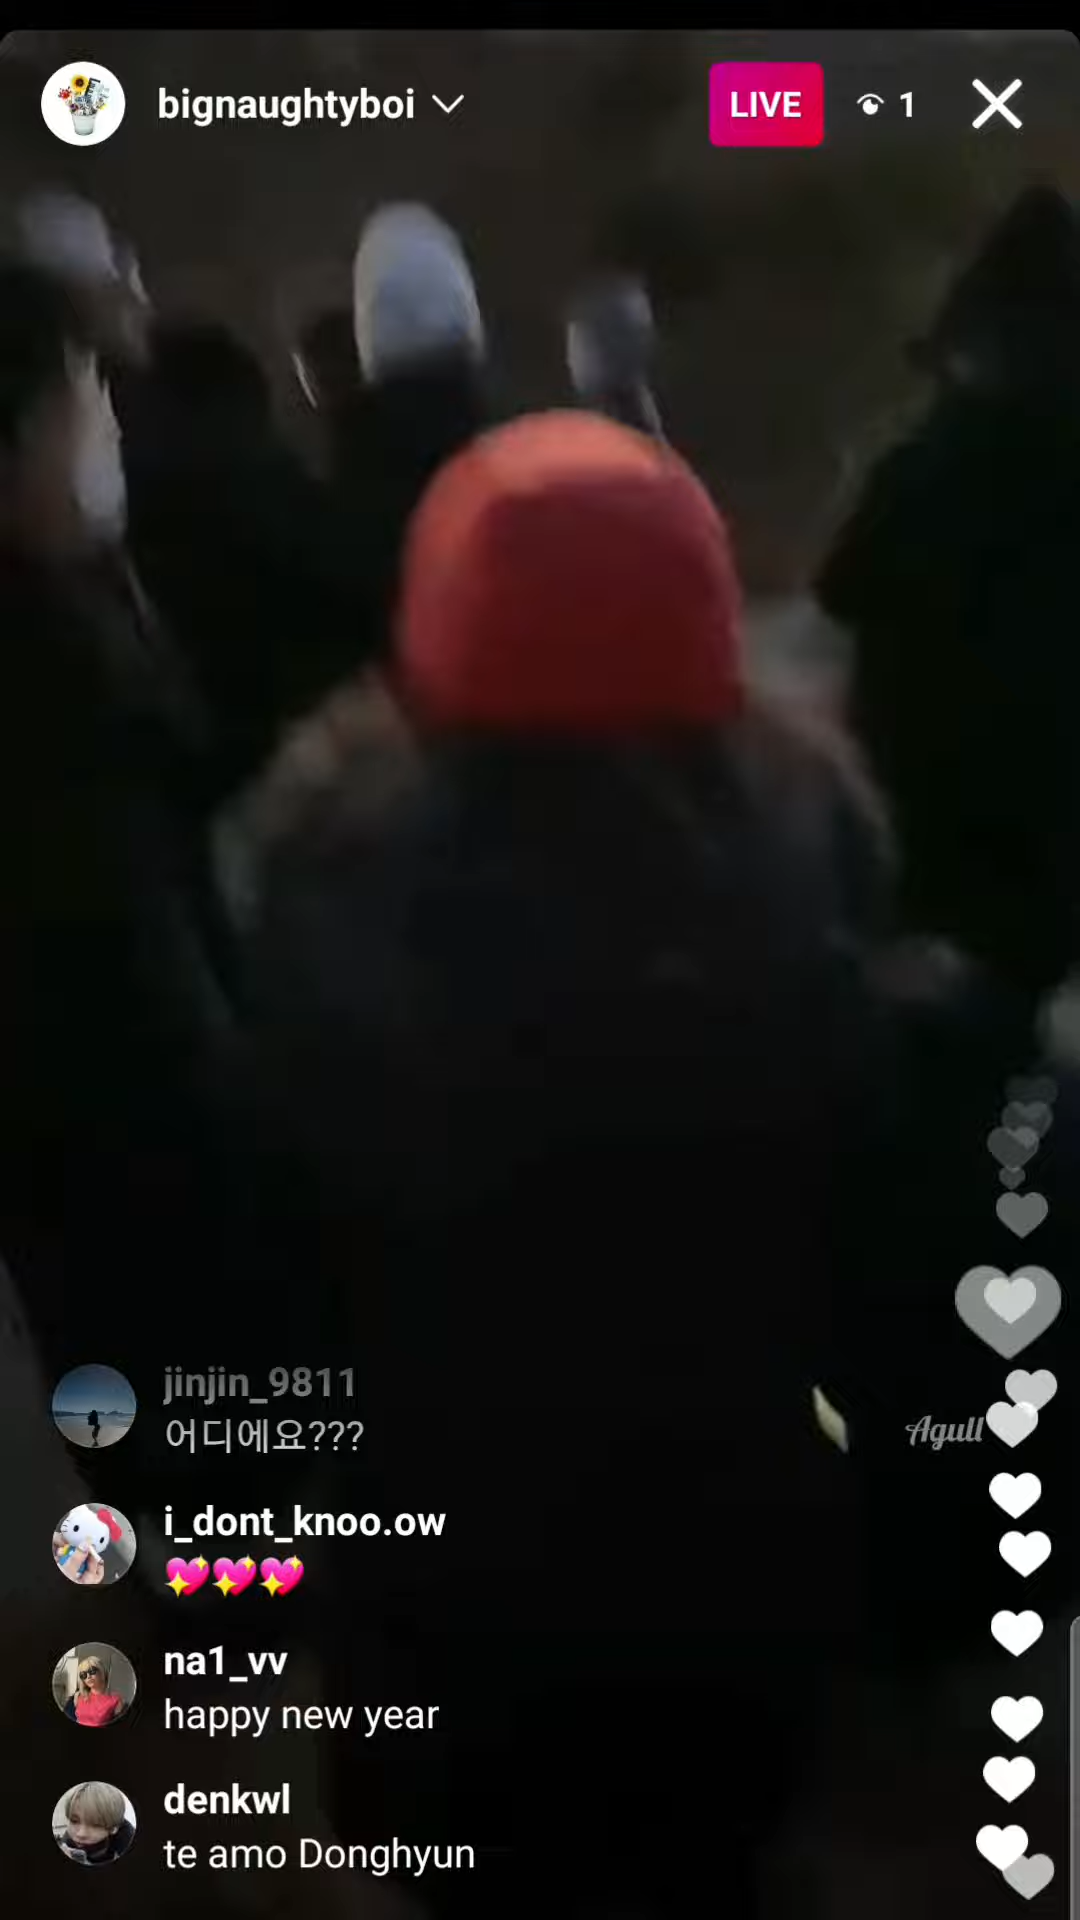 bignaughtyboi
LIVE
1
jinjin_9811
어디에요???
Agull
i_dont_knoo.ow
💖💖💖
na1_vv
happy new year
denkwl
te amo Donghyun